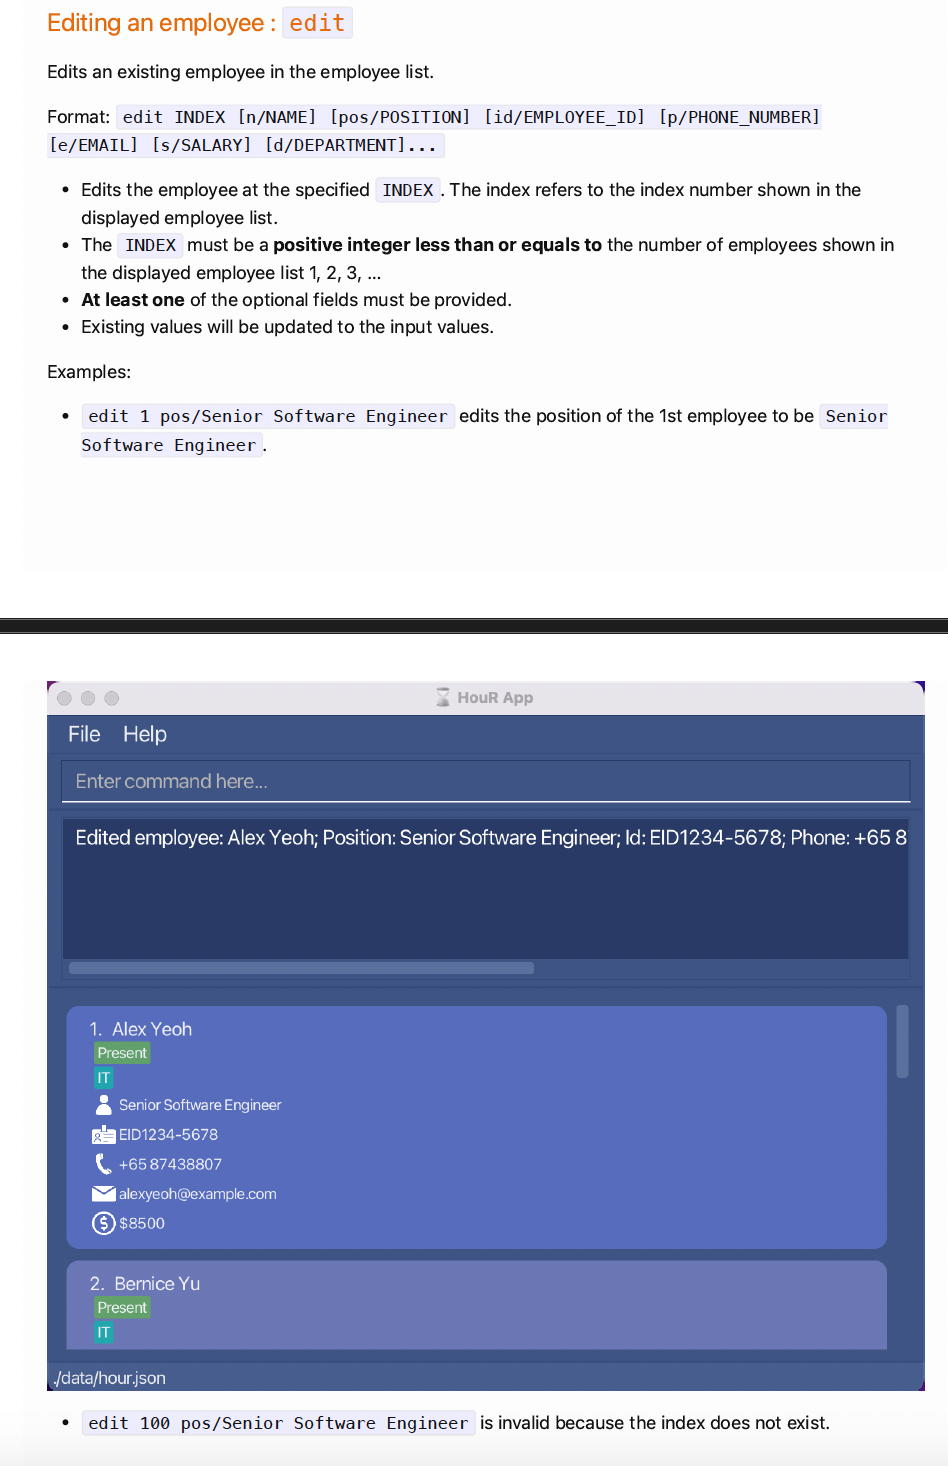 Editing an employee : edit
Edits an existing employee in the employee list.
Format: edit INDEX [n/NAME] [pos/POSITION] [id/EMPLOYEE_ID] [p/PHONE_NUMBER]
[e/EMAIL] [s/SALARY] [d/DEPARTMENT]...
• Edits the employee at the specified INDEX. The index refers to the index number shown in the
displayed employee list.
• The INDEX must be a positive integer less than or equals to the number of employees shown in
the displayed employee list 1, 2, 3, ...
• At least one of the optional fields must be provided.
• Existing values will be updated to the input values.
Examples:
• edit 1 pos/Senior Software Engineer edits the position of the 1st employee to be Senior
Software Engineer.
HouR App
File Help
Enter command here...
Edited employee: Alex Yeoh; Position: Senior Software Engineer; Id: EID1234-5678; Phone: +65 8
1. Alex Yeoh
Present
IT
Senior Software Engineer
EID1234-5678
+65 87438807
alexyeoh@example.com
$8500
2. Bernice Yu
Present
IT
./data/hour.json
• edit 100 pos/Senior Software Engineer is invalid because the index does not exist.